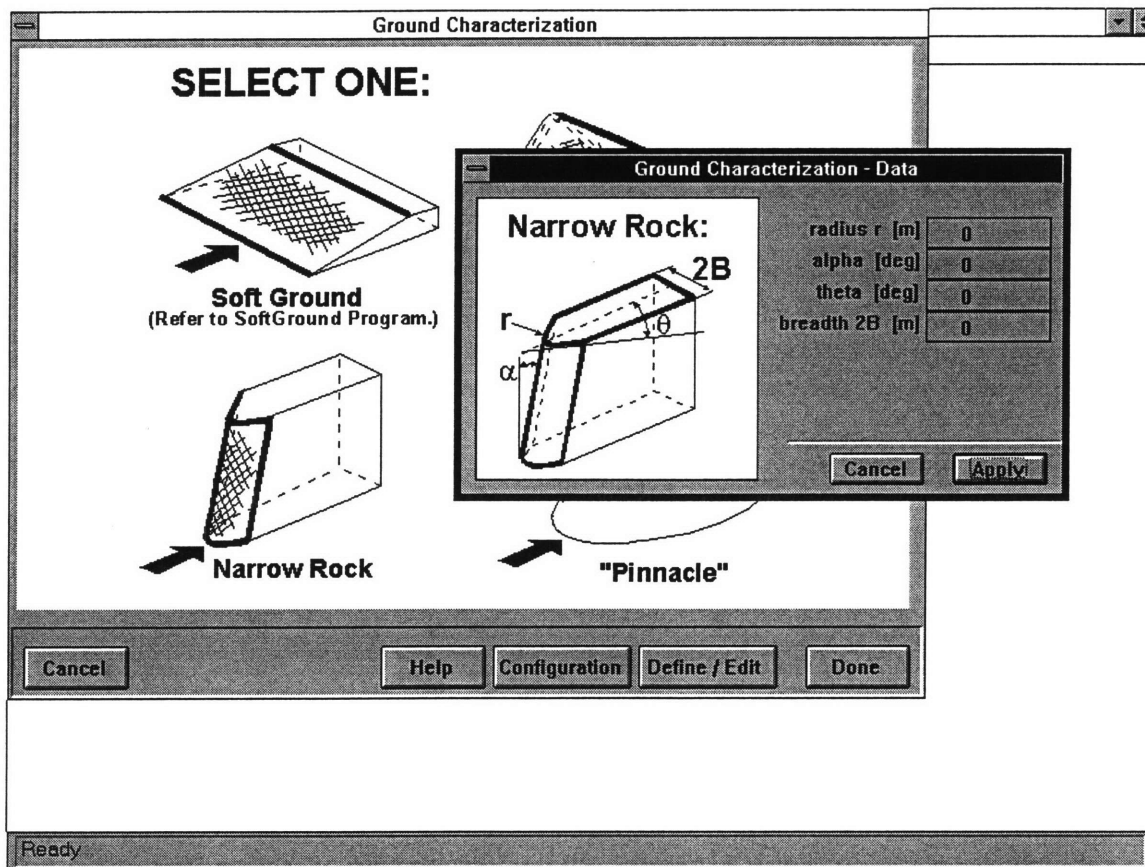 Ground Characterization
SELECT ONE:
Soft Ground
(Refer to SoftGround Program.)
Narrow Rock
"Pinnacle"
Ground Characterization - Data
Narrow Rock:
2B
r
θ
α
radius r [m] 0
alpha [deg] 0
theta [deg] 0
breadth 2B [m] 0
Cancel
Apply
Cancel
Help
Configuration
Define / Edit
Done
Ready